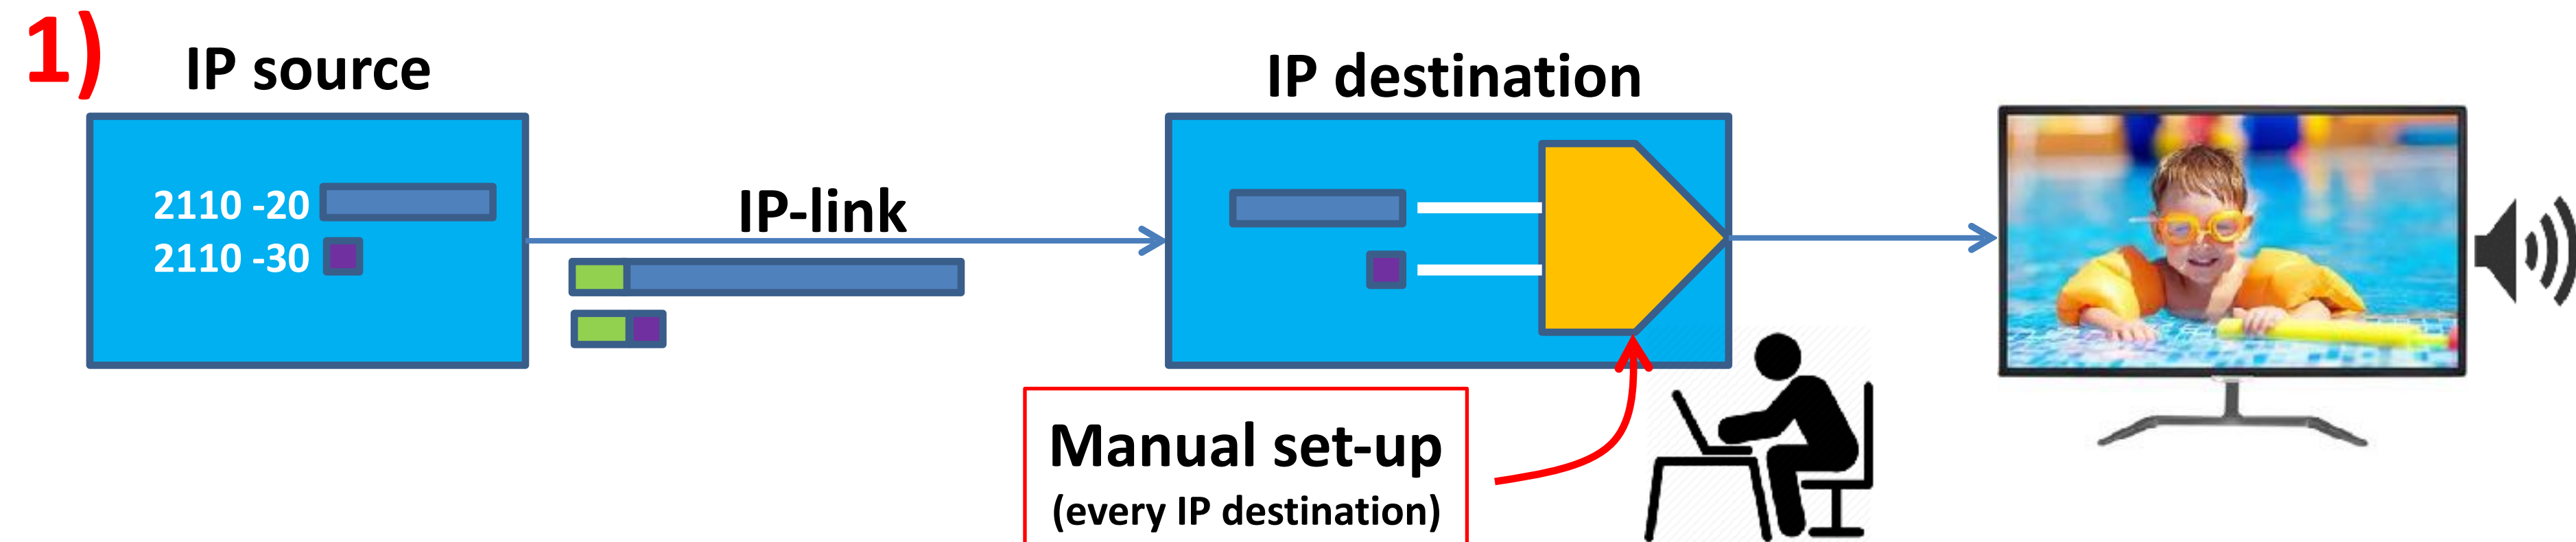 1)
IP source
IP destination
2110 -20
2110 -30
IP-link
Manual set-up
(every IP destination)